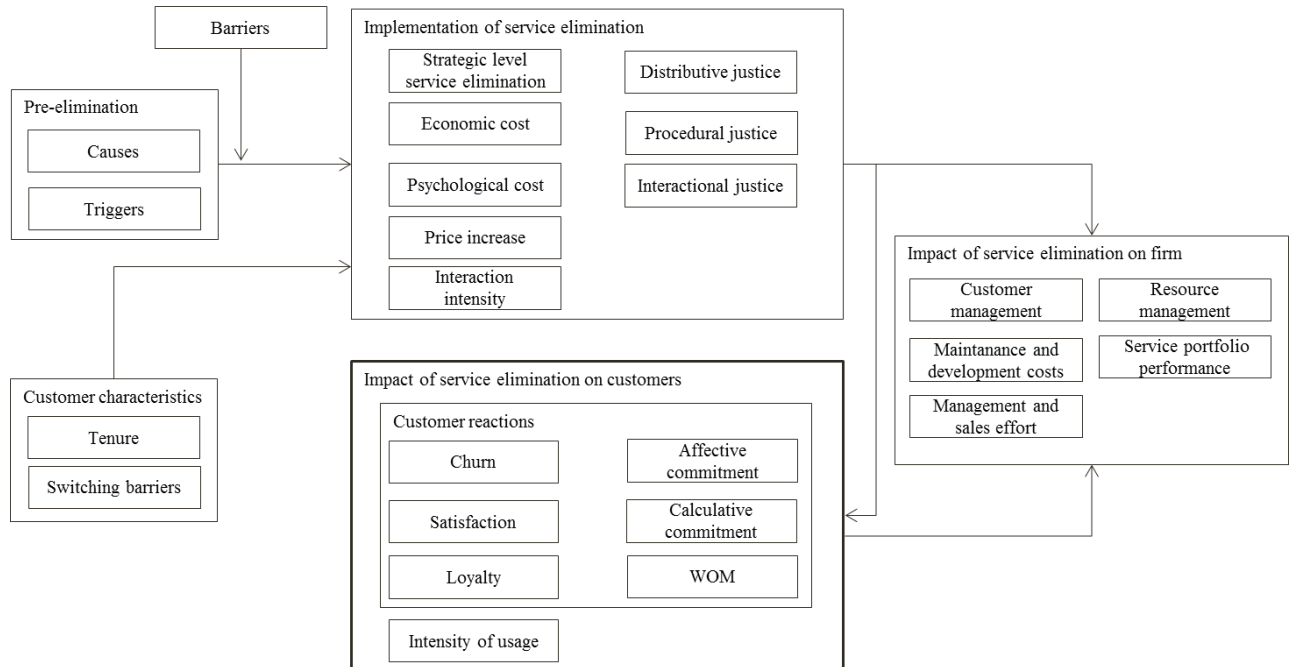 Barriers
Implementation of service elimination
Strategic level
service elimination
Distributive justice
Pre-elimination
Economic cost
Procedural justice
Causes
Psychological cost
Interactional justice
Triggers
Price increase
Interaction
intensity
Impact of service elimination on firm
Customer
management
Resource
management
Maintanance and
development costs
Service portfolio
performance
Management and
sales effort
Customer characteristics
Tenure
Switching barriers
Impact of service elimination on customers
Customer reactions
Churn
Affective
commitment
Satisfaction
Calculative
commitment
Loyalty
WOM
Intensity of usage